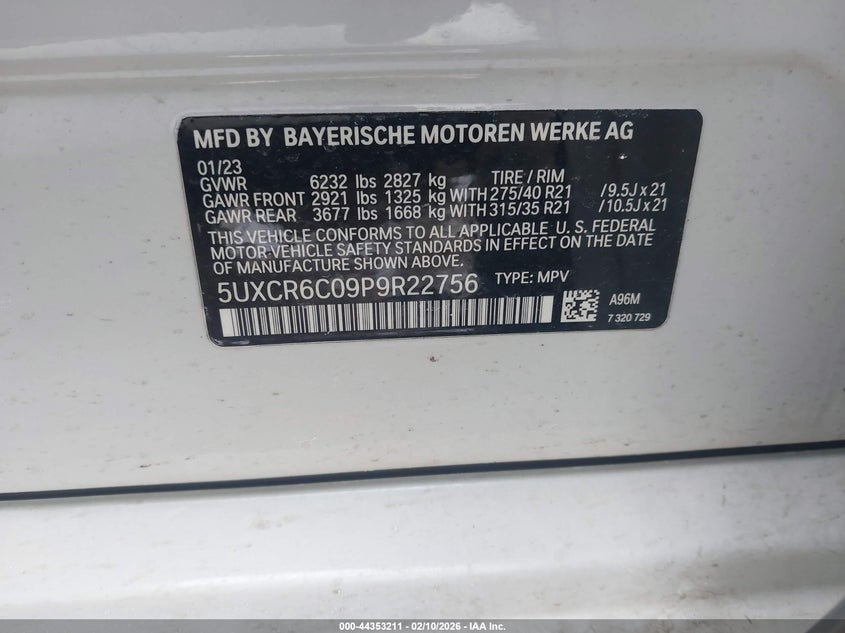 MFD BY BAYERISCHE MOTOREN WERKE AG
01/23 TIRE / RIM
GVWR 6232 lbs 2827 kg
GAWR FRONT 2921 lbs 1325 kg WITH 275/40 R21 /9.5J x 21
GAWR REAR 3677 lbs 1668 kg WITH 315/35 R21 /10.5J x 21
THIS VEHICLE CONFORMS TO ALL APPLICABLE U. S. FEDERAL
MOTOR VEHICLE SAFETY STANDARDS IN EFFECT ON THE DATE
OF MANUFACTURE SHOWN ABOVE.
5UXCR6C09P9R22756 TYPE: MPV
A96M
7 320 729
000-44353211 - 02/10/2026 - IAA Inc.